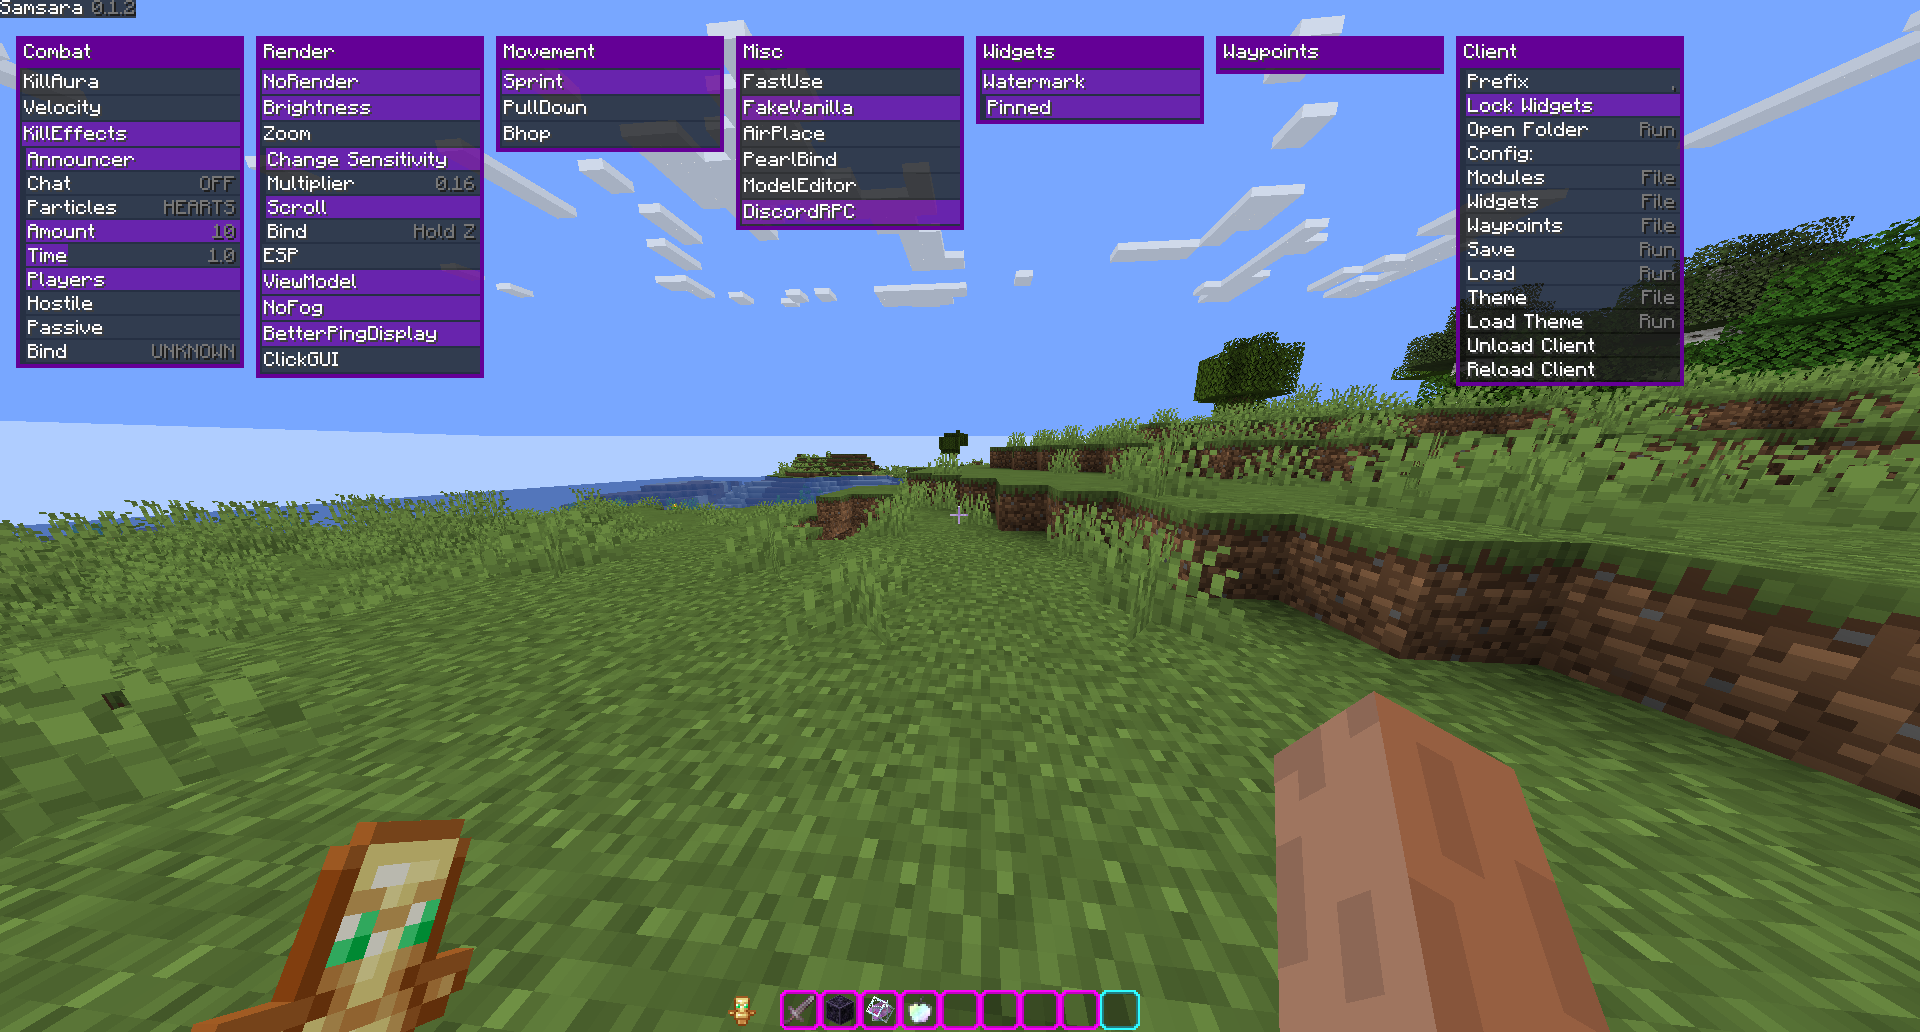 Samsara 0.1.2
Combat
KillAura
Velocity
KillEffects
Announcer
Chat OFF
Particles HEARTS
Amount 10
Time 1.0
Players
Hostile
Passive
Bind UNKNOWN
Render
NoRender
Brightness
Zoom
Change Sensitivity
Multiplier 0.16
Scroll
Bind Hold Z
ESP
ViewModel
NoFog
BetterPingDisplay
ClickGUI
Movement
Sprint
PullDown
Bhop
Misc
FastUse
FakeVanilla
AirPlace
PearlBind
ModelEditor
DiscordRPC
Widgets
Watermark
Pinned
Waypoints
Client
Prefix ,
Lock Widgets
Open Folder Run
Config:
Modules File
Widgets File
Waypoints File
Save Run
Load Run
Theme File
Load Theme Run
Unload Client
Reload Client